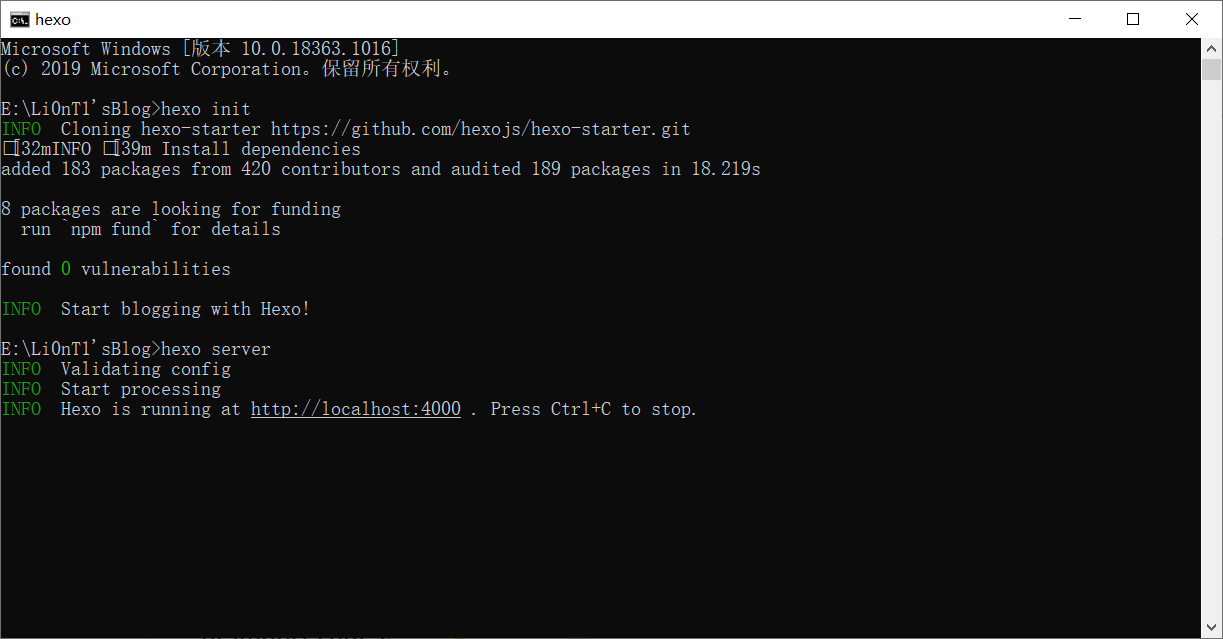 hexo
Microsoft Windows [版本 10.0.18363.1016]
(c) 2019 Microsoft Corporation。保留所有权利。
E:\Li0nTl'sBlog>hexo init
INFO  Cloning hexo-starter https://github.com/hexojs/hexo-starter.git
[32mINFO [39m Install dependencies
added 183 packages from 420 contributors and audited 189 packages in 18.219s
8 packages are looking for funding
  run `npm fund` for details
found 0 vulnerabilities
INFO  Start blogging with Hexo!
E:\Li0nTl'sBlog>hexo server
INFO  Validating config
INFO  Start processing
INFO  Hexo is running at http://localhost:4000 . Press Ctrl+C to stop.